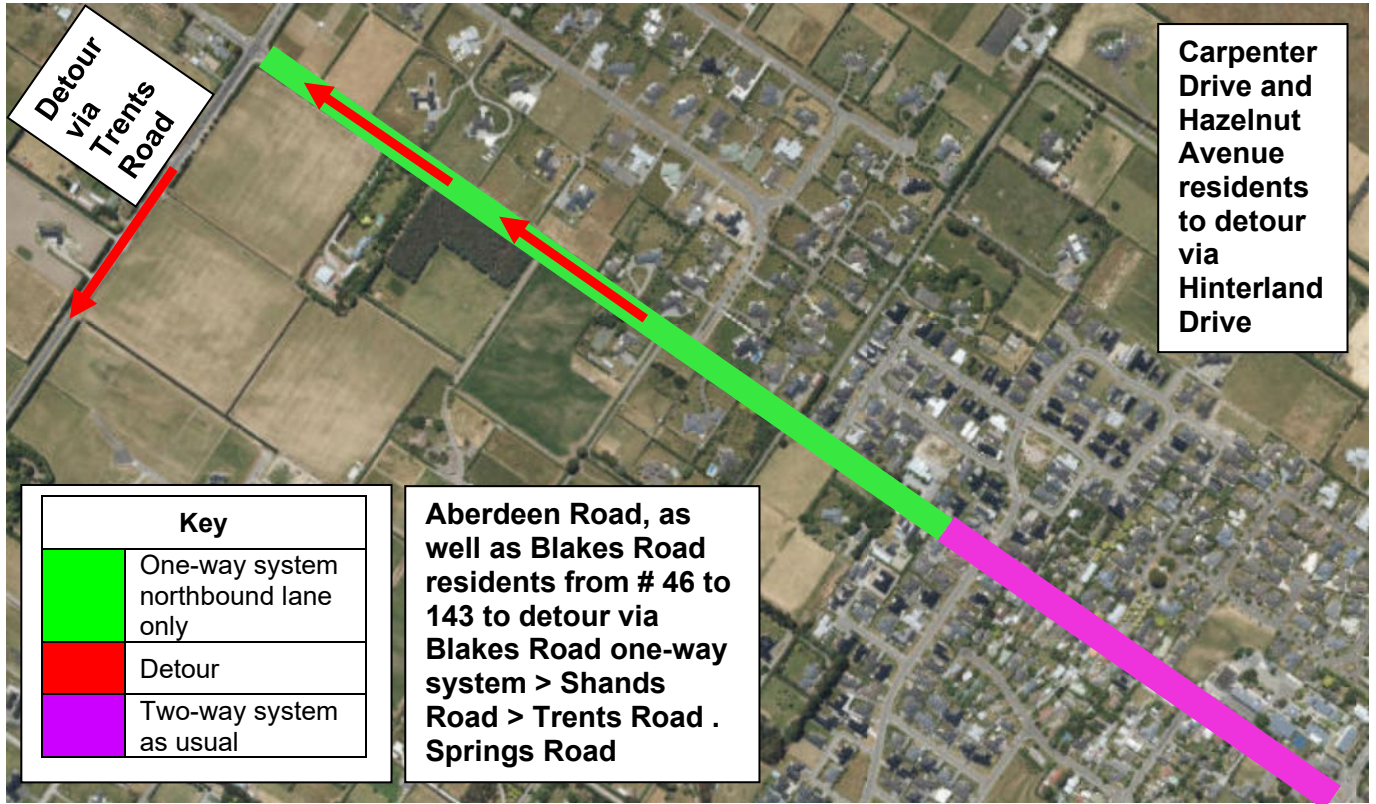 Detour
via
Trents
Road
Carpenter
Drive and
Hazelnut
Avenue
residents
to detour
via
Hinterland
Drive
Key
One-way system
northbound lane
only
Detour
Two-way system
as usual
Aberdeen Road, as
well as Blakes Road
residents from # 46 to
143 to detour via
Blakes Road one-way
system > Shands
Road > Trents Road .
Springs Road